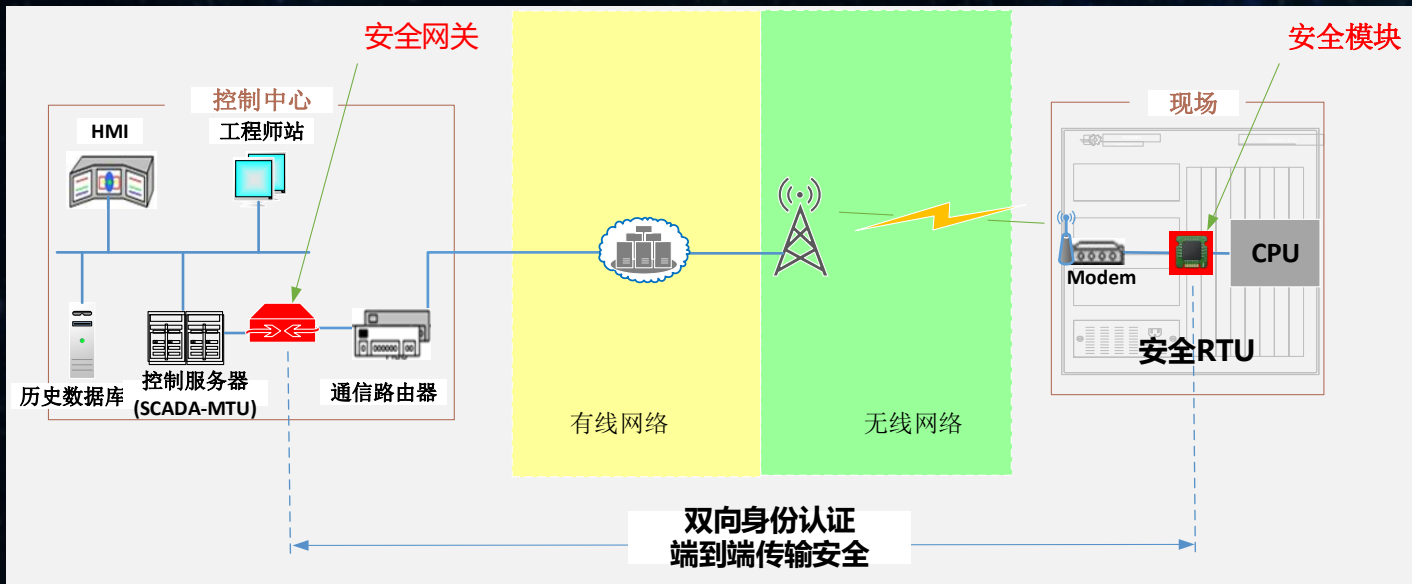 安全网关
安全模块
控制中心
现场
HMI
工程师站
CPU
Modem
安全RTU
历史数据库
控制服务器
(SCADA-MTU)
通信路由器
有线网络
无线网络
双向身份认证
端到端传输安全